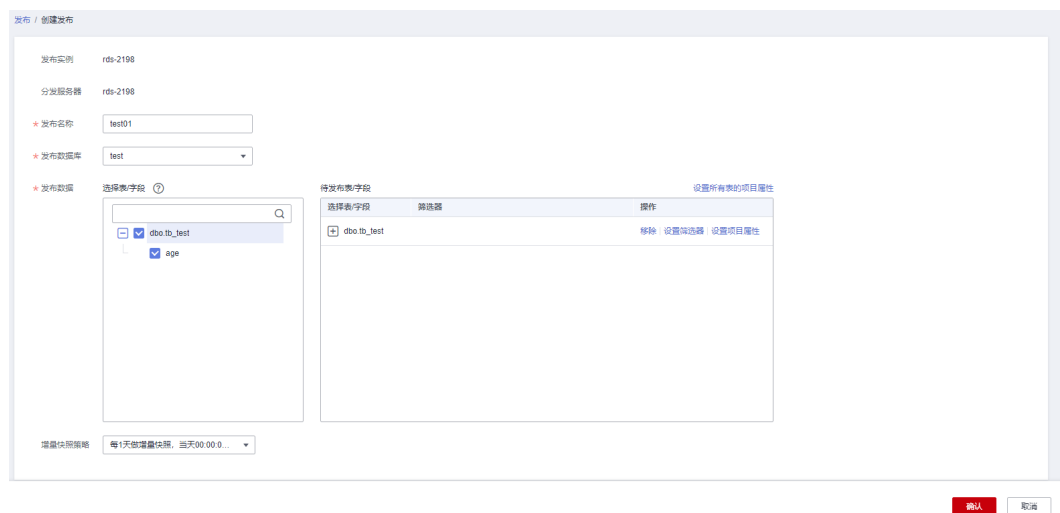 发布 / 创建发布
发布实例 rds-2198
分发服务器 rds-2198
* 发布名称 test01
* 发布数据库 test
* 发布数据 选择表/字段 ? 待发布表/字段 设置所有表的项目属性
选择表/字段 筛选器 操作
dbo.tb_test dbo.tb_test 移除 | 设置筛选器 | 设置项目属性
age
增量快照策略 每1天做增量快照，当天00:00:0...
确认 取消